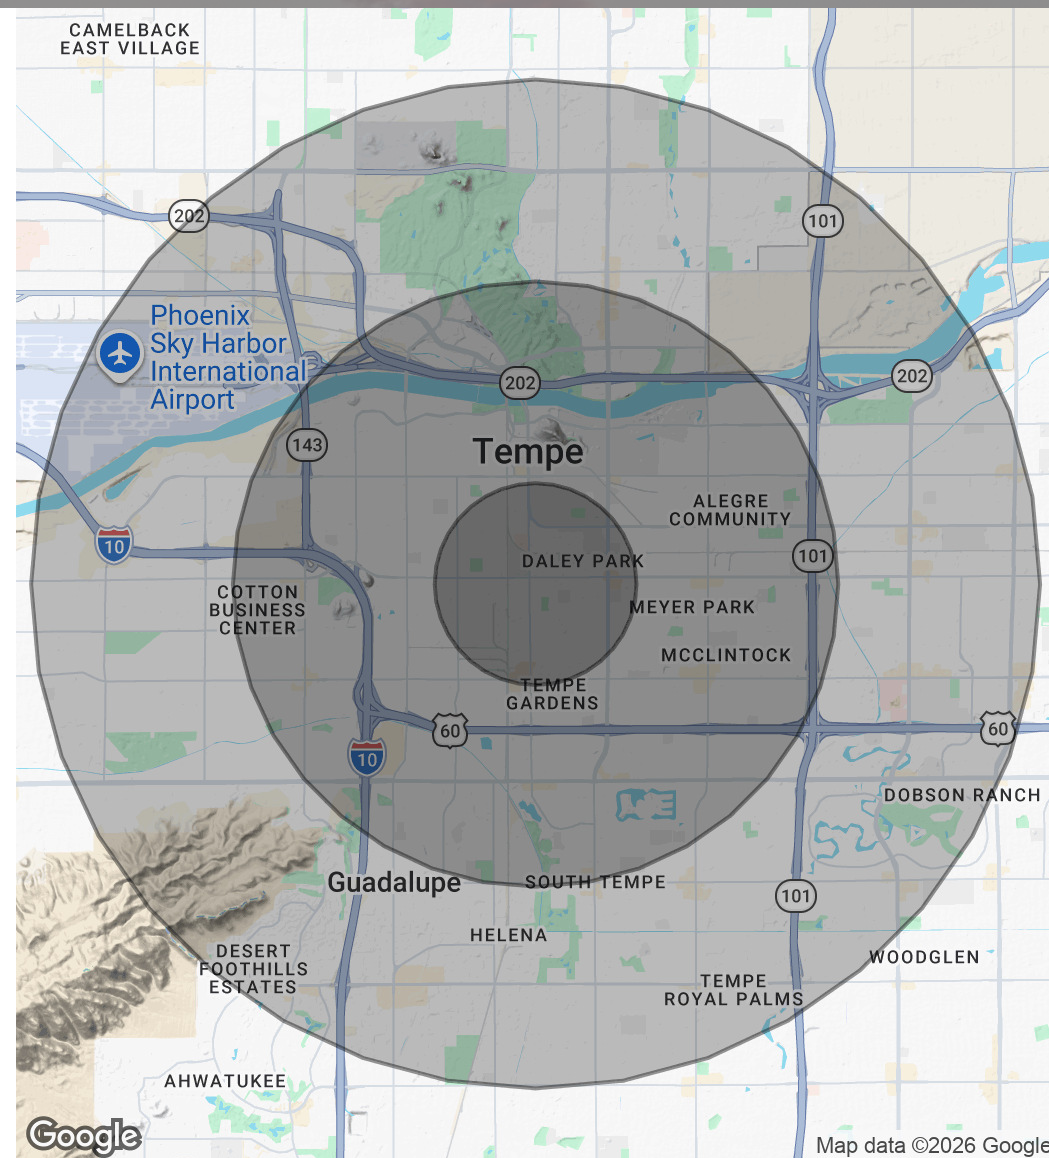 CAMELBACK
EAST VILLAGE
202
101
Phoenix
Sky Harbor
International
Airport
202
202
143
Tempe
ALEGRE
COMMUNITY
10
101
DALEY PARK
COTTON
BUSINESS
CENTER
MEYER PARK
MCCLINTOCK
TEMPE
GARDENS
60
60
10
DOBSON RANCH
Guadalupe
SOUTH TEMPE
101
HELENA
DESERT
FOOTHILLS
ESTATES
WOODGLEN
TEMPE
ROYAL PALMS
AHWATUKEE
Google
Map data ©2026 Google